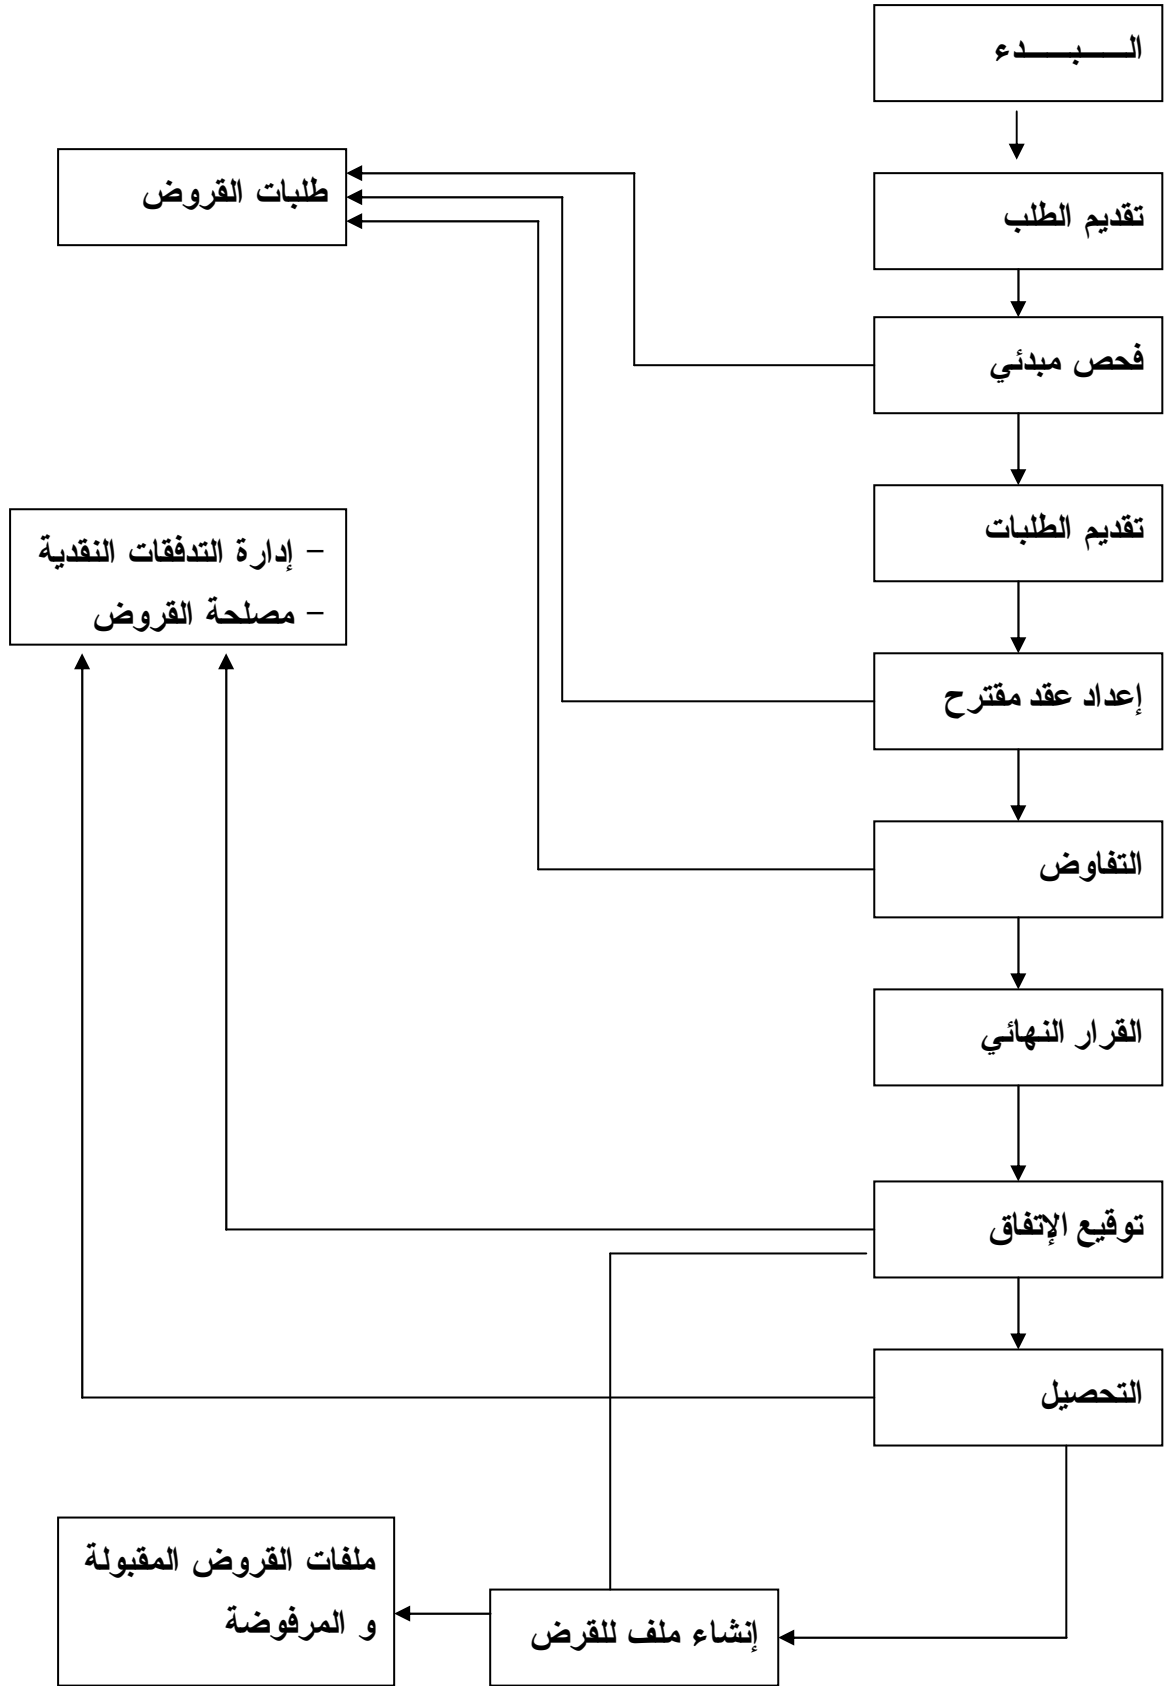 الـــــبـــــدء
طلبات القروض
تقديم الطلب
فحص مبدئي
تقديم الطلبات
- إدارة التدفقات النقدية
- مصلحة القروض
إعداد عقد مقترح
التفاوض
القرار النهائي
توقيع الإتفاق
التحصيل
ملفات القروض المقبولة
و المرفوضة
إنشاء ملف للقرض